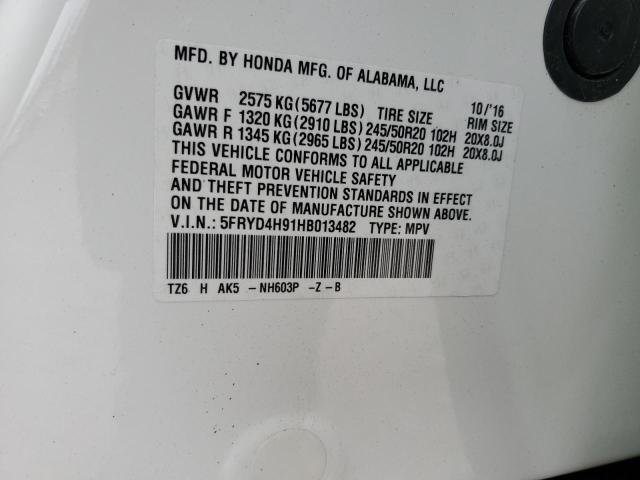 MFD. BY HONDA MFG. OF ALABAMA, LLC
10/'16
GVWR 2575 KG(5677 LBS) TIRE SIZE RIM SIZE
GAWR F 1320 KG(2910 LBS) 245/50R20 102H 20X8.0J
GAWR R 1345 KG(2965 LBS) 245/50R20 102H 20X8.0J
THIS VEHICLE CONFORMS TO ALL APPLICABLE
FEDERAL MOTOR VEHICLE SAFETY
AND THEFT PREVENTION STANDARDS IN EFFECT
ON THE DATE OF MANUFACTURE SHOWN ABOVE.
V.I.N.: 5FRYD4H91HB013482 TYPE: MPV
TZ6 H AK5 -NH603P -Z-B